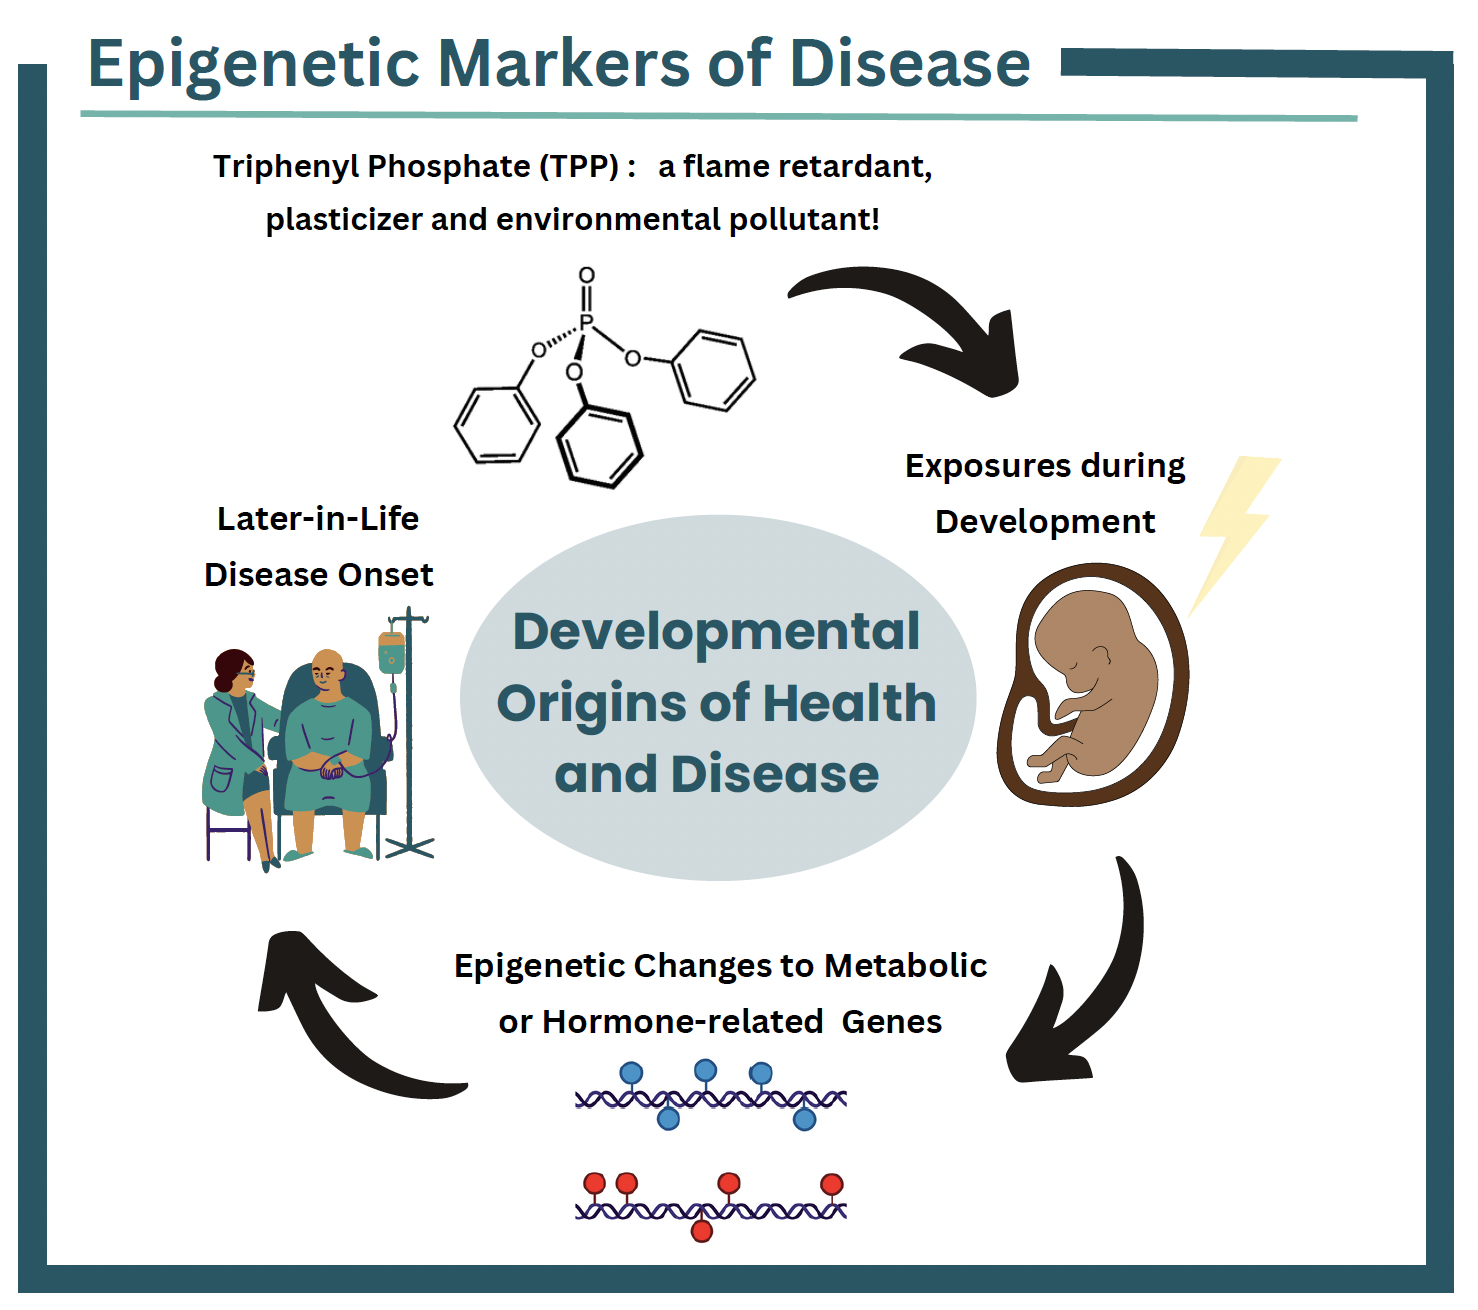 Epigenetic Markers of Disease
Triphenyl Phosphate (TPP) : a flame retardant,
plasticizer and environmental pollutant!
O
P
O
O
O
Exposures during
Development
Later-in-Life
Disease Onset
Developmental
Origins of Health
and Disease
Epigenetic Changes to Metabolic
or Hormone-related Genes